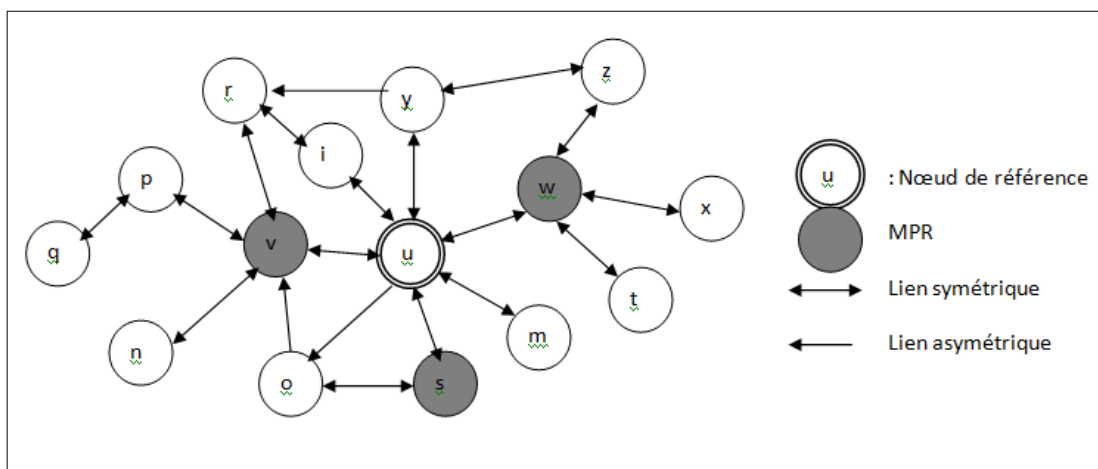 z
r
y
i
p
w
x
q
v
u
t
n
m
o
s
u
: Nœud de référence
MPR
Lien symétrique
Lien asymétrique